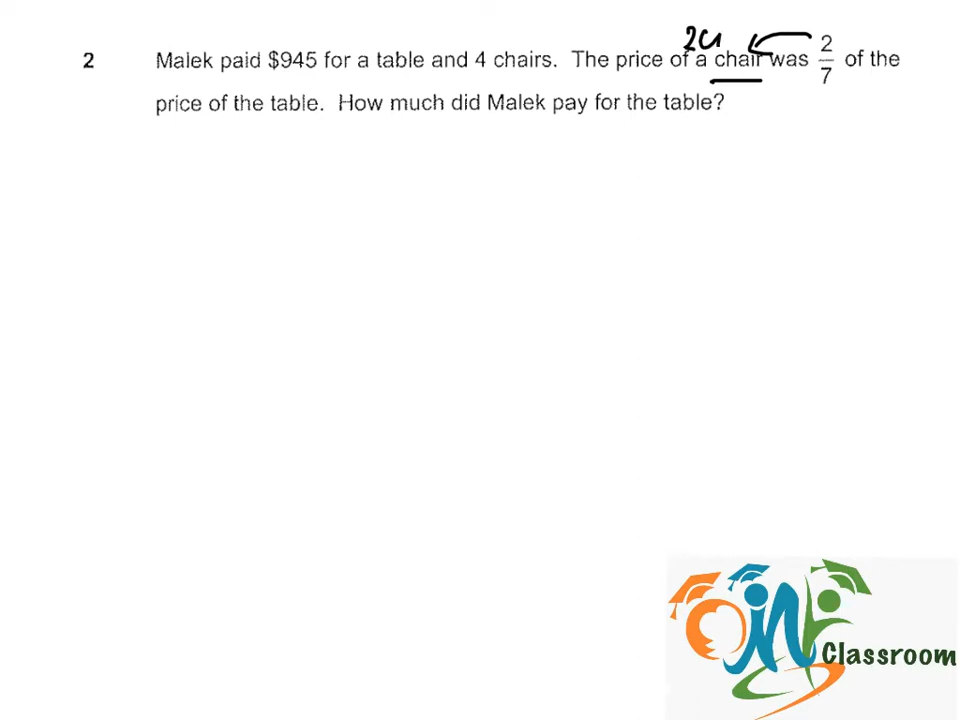 2u
2 Malek paid $945 for a table and 4 chairs. The price of a chair was 2/7 of the
price of the table. How much did Malek pay for the table?
Classroom